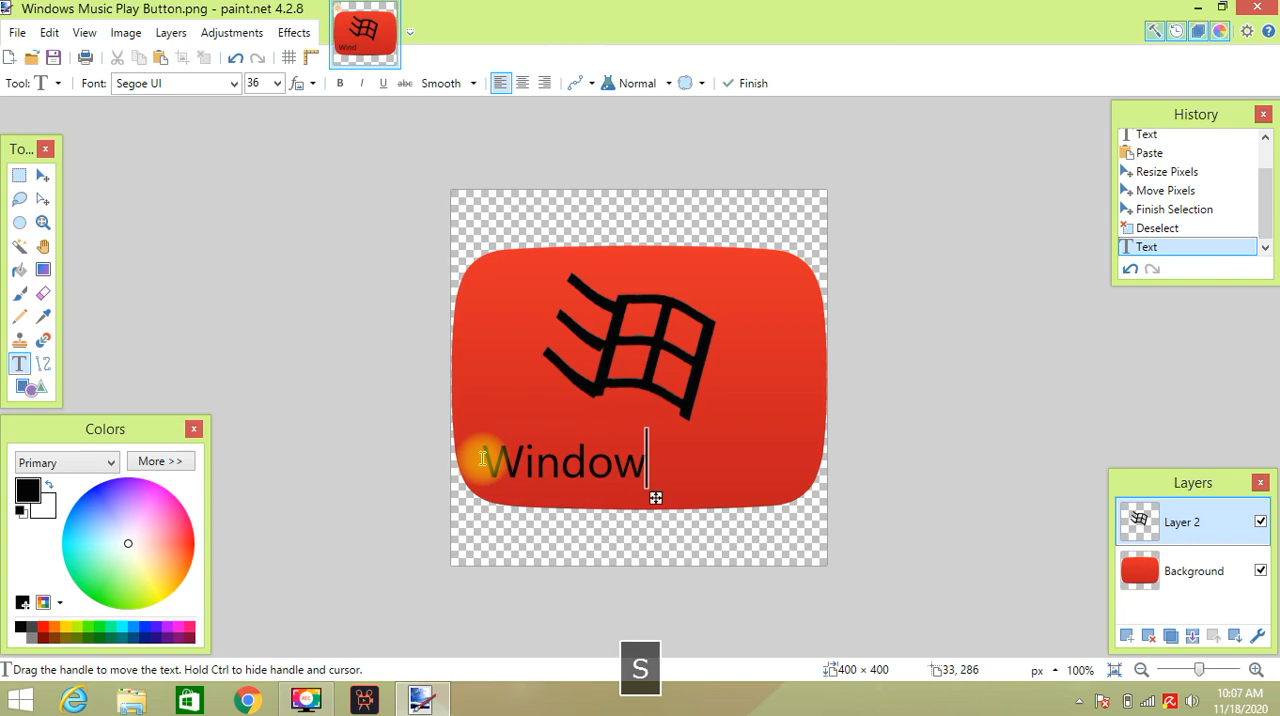 Windows Music Play Button.png - paint.net 4.2.8
File Edit View Image Layers Adjustments Effects
Wind
Tool: T Font: Segoe UI 36 B I U abc Smooth Normal Finish
To...
History
Text
Paste
Resize Pixels
Move Pixels
Finish Selection
Deselect
Text
Window
Colors
Primary More >>
Layers
Layer 2
Background
S
Drag the handle to move the text. Hold Ctrl to hide handle and cursor. 400 × 400 33, 286 px 100%
10:07 AM
11/18/2020